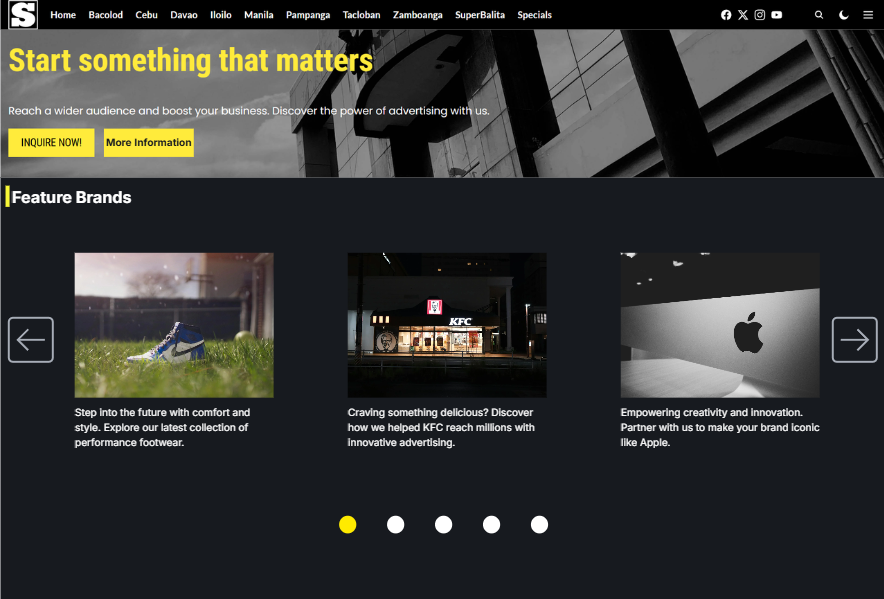 S
Home Bacolod Cebu Davao Iloilo Manila Pampanga Tacloban Zamboanga SuperBalita Specials
Start something that matters
Reach a wider audience and boost your business. Discover the power of advertising with us.
INQUIRE NOW! More Information
Feature Brands
KFC
Step into the future with comfort and
style. Explore our latest collection of
performance footwear.
Craving something delicious? Discover
how we helped KFC reach millions with
innovative advertising.
Empowering creativity and innovation.
Partner with us to make your brand iconic
like Apple.